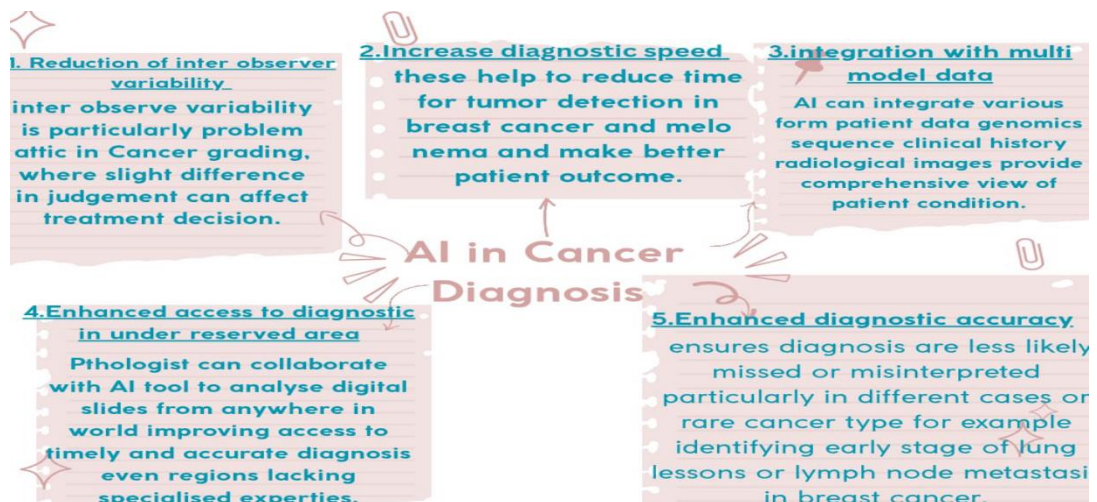 1. Reduction of inter observer
variability
inter observe variability
is particularly problem
attic in Cancer grading,
where slight difference
in judgement can affect
treatment decision.
2.Increase diagnostic speed
these help to reduce time
for tumor detection in
breast cancer and melo
nema and make better
patient outcome.
3.integration with multi
model data
AI can integrate various
form patient data genomics
sequence clinical history
radiological images provide
comprehensive view of
patient condition.
AI in Cancer
Diagnosis
4.Enhanced access to diagnostic
in under reserved area
Pthologist can collaborate
with AI tool to analyse digital
slides from anywhere in
world improving access to
timely and accurate diagnosis
even regions lacking
specialised experties.
5.Enhanced diagnostic accuracy
ensures diagnosis are less likely
missed or misinterpreted
particularly in different cases or
rare cancer type for example
identifying early stage of lung
lessons or lymph node metastasi
in breast cancer.